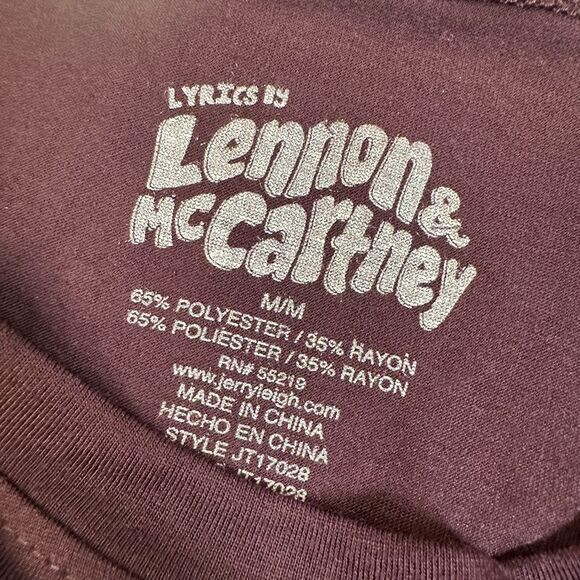 LYRICS BY
Lennon &
McCartney
M/M
65% POLYESTER / 35% RAYON
65% POLIESTER / 35% RAYON
RN# 55219
www.jerryleigh.com
MADE IN CHINA
HECHO EN CHINA
STYLE JT17028
JT17028